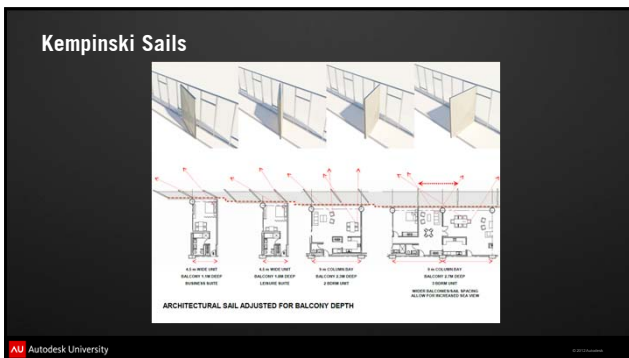 Kempinski Sails
4.5 m WIDE UNIT
BALCONY 1.1M DEEP
BUSINESS SUITE
4.5 m WIDE UNIT
BALCONY 1.8M DEEP
LEISURE SUITE
9 m COLUMN BAY
BALCONY 2.3M DEEP
2 BDRM UNIT
9 m COLUMN BAY
BALCONY 2.7M DEEP
3 BDRM UNIT
WIDER BALCONIES/SAIL SPACING
ALLOW FOR INCREASED SEA VIEW
ARCHITECTURAL SAIL ADJUSTED FOR BALCONY DEPTH
Autodesk University